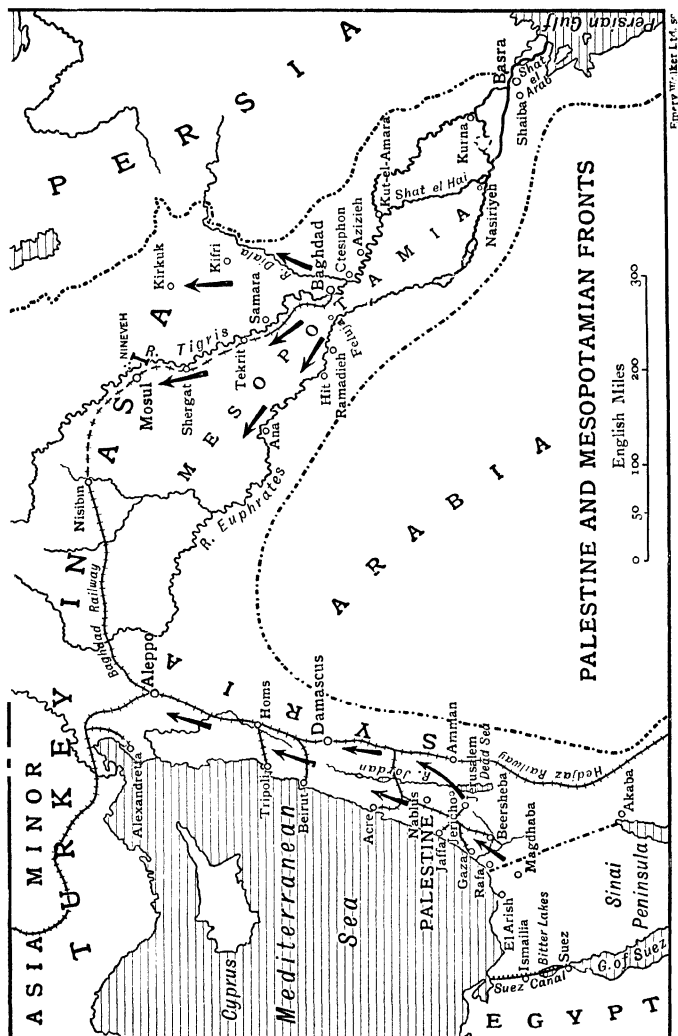 ASIA MINOR
TURKEY IN ASIA
PERSIA
Alexandretta
Aleppo
Baghdad Railway
Nisibin
Mosul
NINEVEH
R. Tigris
Shergat
Tekrit
Samara
Kirkuk
Kifri
R. Diala
Baghdad
Ctesiphon
Azizieh
Kut-el-Amara
Shat el Hai
Kurna
Basra
Shaiba
Shat
el
Arab
Persian Gulf
Nasiriyeh
MESOPOTAMIA
Feluja
Ramadieh
Hit
Ana
R. Euphrates
Cyprus
Mediterranean
Sea
SYRIA
Homs
Tripoli
Beirut
Damascus
Acre
R. Jordan
Nablus
PALESTINE
Jaffa
Jericho
Jerusalem
Dead Sea
Amman
Gaza
Beersheba
Rafa
Hedjaz Railway
El Arish
Magdhaba
Akaba
Sinai
Peninsula
Ismailia
Bitter Lakes
Suez
Suez Canal
G. of Suez
EGYPT
ARABIA
PALESTINE AND MESOPOTAMIAN FRONTS
English Miles
0 50 100 200 300
Emery Walker Ltd. sc.